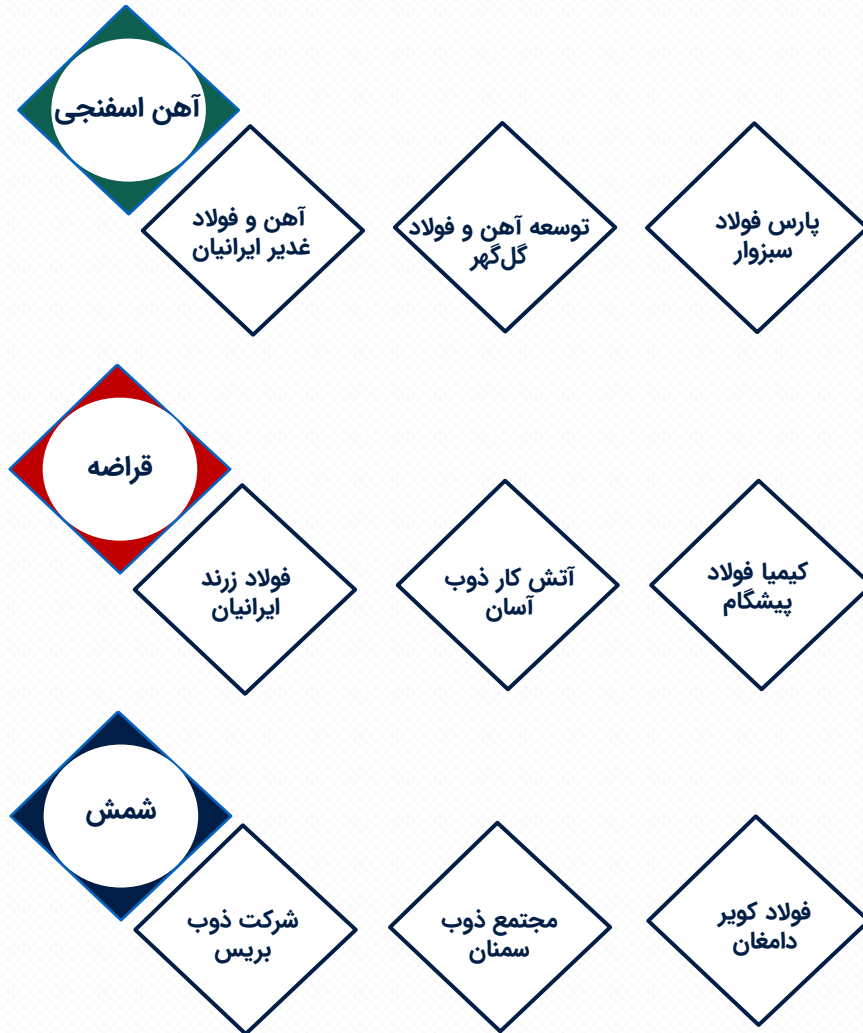 آهن اسفنجی
پارس فولاد
سبزوار
توسعه آهن و فولاد
گل‌گهر
آهن و فولاد
غدیر ایرانیان
قراضه
کیمیا فولاد
پیشگام
آتش کار ذوب
آسان
فولاد زرند
ایرانیان
شمش
فولاد کویر
دامغان
مجتمع ذوب
سمنان
شرکت ذوب
بریس